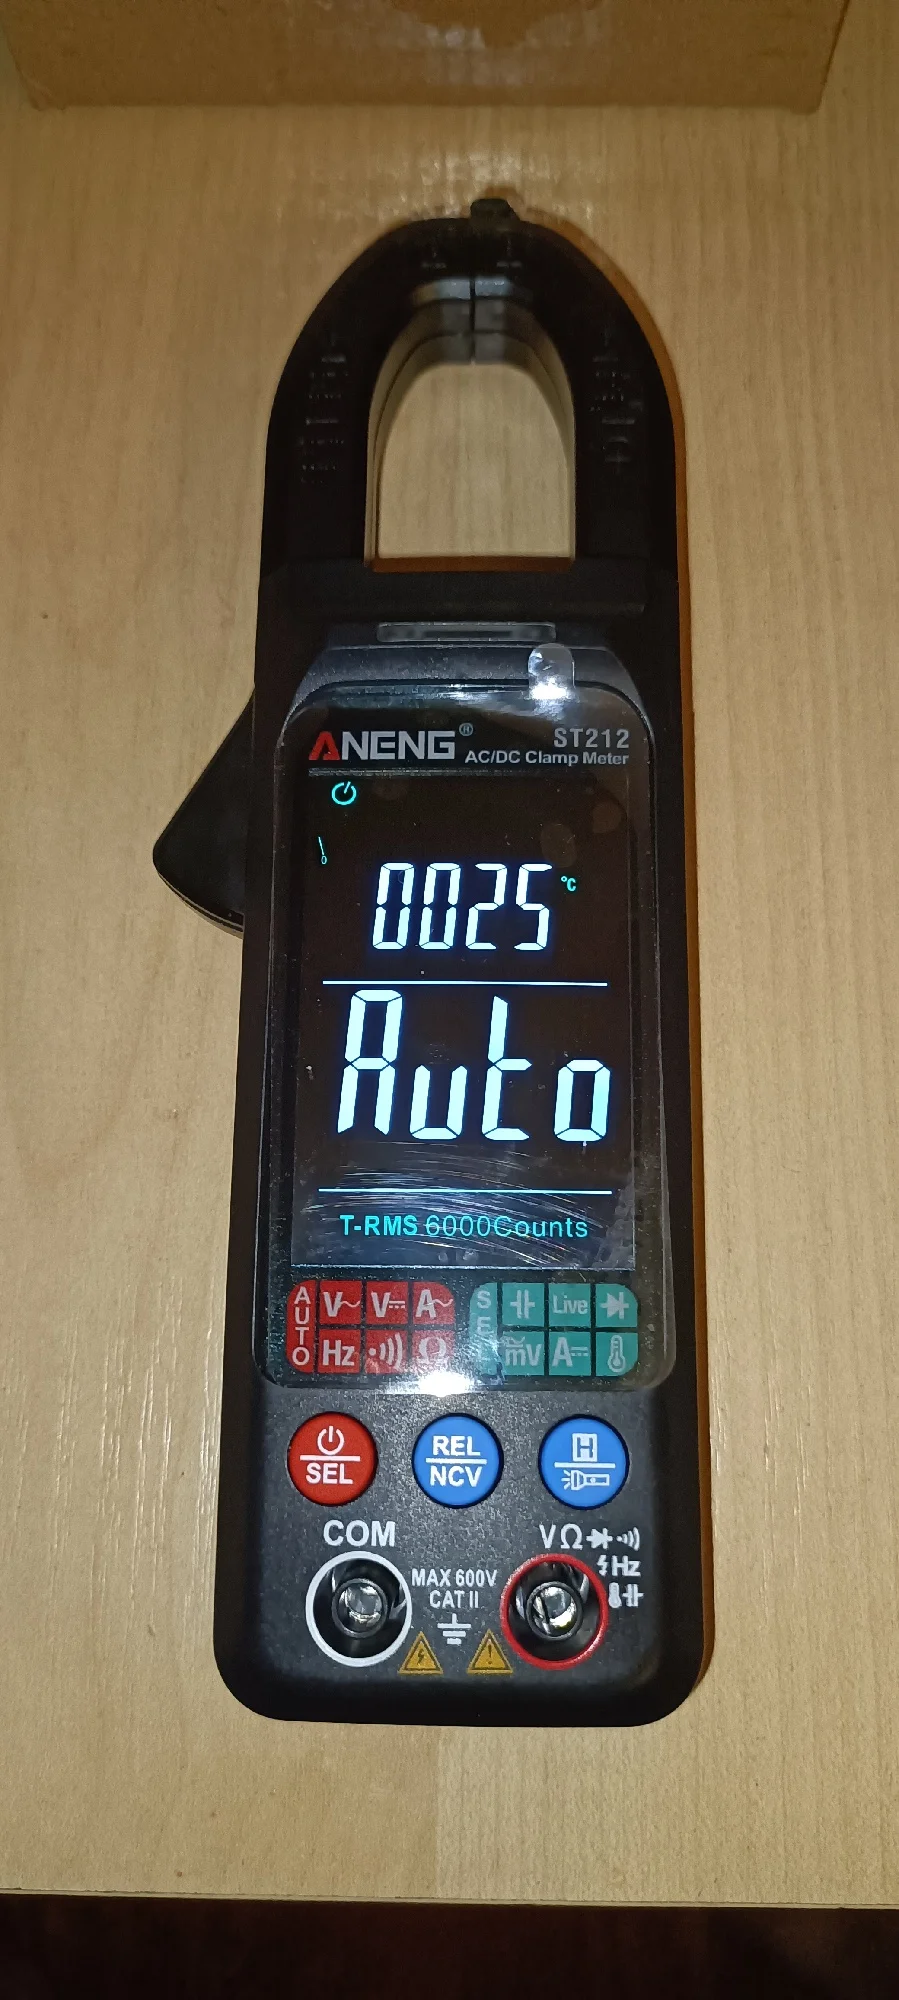 ANENG®
ST212
AC/DC Clamp Meter
0025 °C
Auto
T-RMS 6000Counts
AUTO V~ V⎓ A~
Hz Ω
Live
mV A⎓
SEL
REL
NCV
H
COM
VΩ
Hz
MAX 600V
CAT II